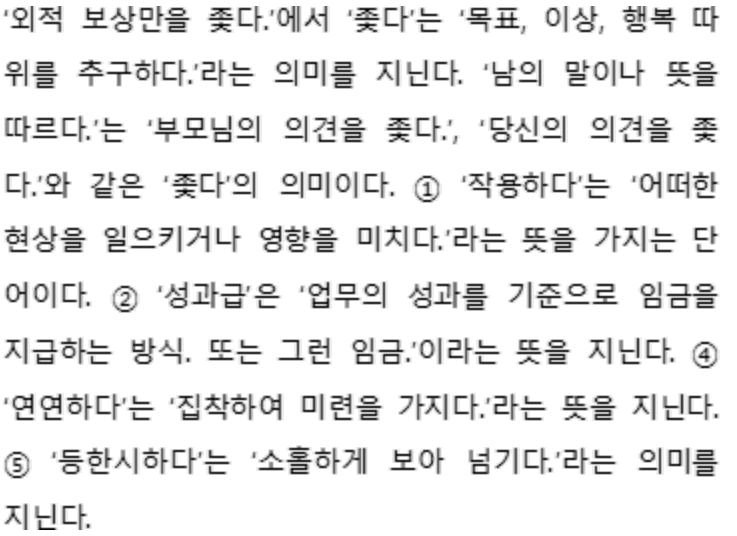 ‘외적 보상만을 좇다.’에서 ‘좇다’는 ‘목표, 이상, 행복 따
위를 추구하다.’라는 의미를 지닌다. ‘남의 말이나 뜻을
따르다.’는 ‘부모님의 의견을 좇다.’, ‘당신의 의견을 좇
다.’와 같은 ‘좇다’의 의미이다. ① ‘작용하다’는 ‘어떠한
현상을 일으키거나 영향을 미치다.’라는 뜻을 가지는 단
어이다. ② ‘성과급’은 ‘업무의 성과를 기준으로 임금을
지급하는 방식. 또는 그런 임금.’이라는 뜻을 지닌다. ④
‘연연하다’는 ‘집착하여 미련을 가지다.’라는 뜻을 지닌다.
⑤ ‘등한시하다’는 ‘소홀하게 보아 넘기다.’라는 의미를
지닌다.